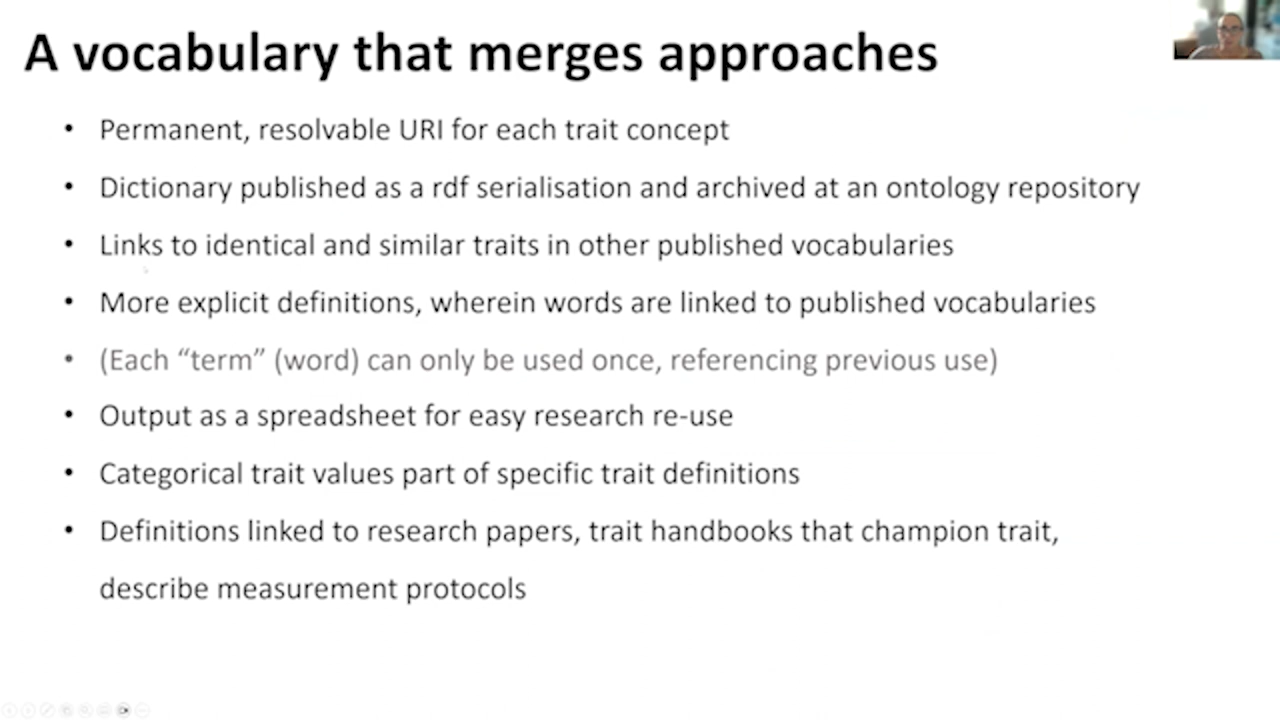 A vocabulary that merges approaches
• Permanent, resolvable URI for each trait concept
• Dictionary published as a rdf serialisation and archived at an ontology repository
• Links to identical and similar traits in other published vocabularies
• More explicit definitions, wherein words are linked to published vocabularies
• (Each “term” (word) can only be used once, referencing previous use)
• Output as a spreadsheet for easy research re-use
• Categorical trait values part of specific trait definitions
• Definitions linked to research papers, trait handbooks that champion trait,
describe measurement protocols